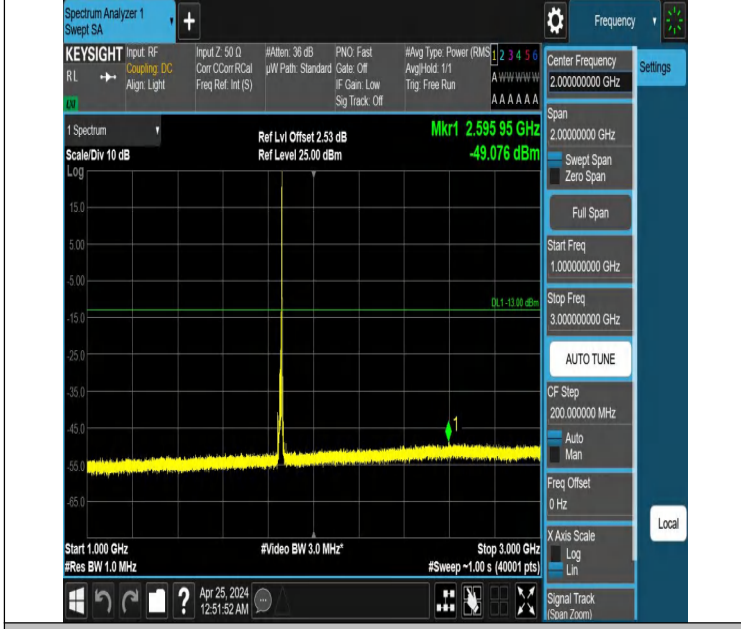 Spectrum Analyzer 1
Swept SA
Frequency
KEYSIGHT
RL
LXI
Input: RF
Coupling: DC
Align: Light
Input Z: 50 Ω
Corr CCorr RCal
Freq Ref: Int (S)
#Atten: 36 dB
µW Path: Standard
PNO: Fast
Gate: Off
IF Gain: Low
Sig Track: Off
#Avg Type: Power (RMS
Avg|Hold: 1/1
Trig: Free Run
1 2 3 4 5 6
A W W W W W
A A A A A A
1 Spectrum
Scale/Div 10 dB
Log
Ref Lvl Offset 2.53 dB
Ref Level 25.00 dBm
Mkr1 2.595 95 GHz
-49.076 dBm
15.0
5.00
-5.00
-15.0
-25.0
-35.0
-45.0
-55.0
-65.0
DL1 -13.00 dBm
1
Start 1.000 GHz
#Res BW 1.0 MHz
#Video BW 3.0 MHz*
Stop 3.000 GHz
#Sweep ~1.00 s (40001 pts)
Apr 25, 2024
12:51:52 AM
Center Frequency
2.000000000 GHz
Settings
Span
2.00000000 GHz
Swept Span
Zero Span
Full Span
Start Freq
1.000000000 GHz
Stop Freq
3.000000000 GHz
AUTO TUNE
CF Step
200.000000 MHz
Auto
Man
Freq Offset
0 Hz
X Axis Scale
Log
Lin
Local
Signal Track
(Span Zoom)